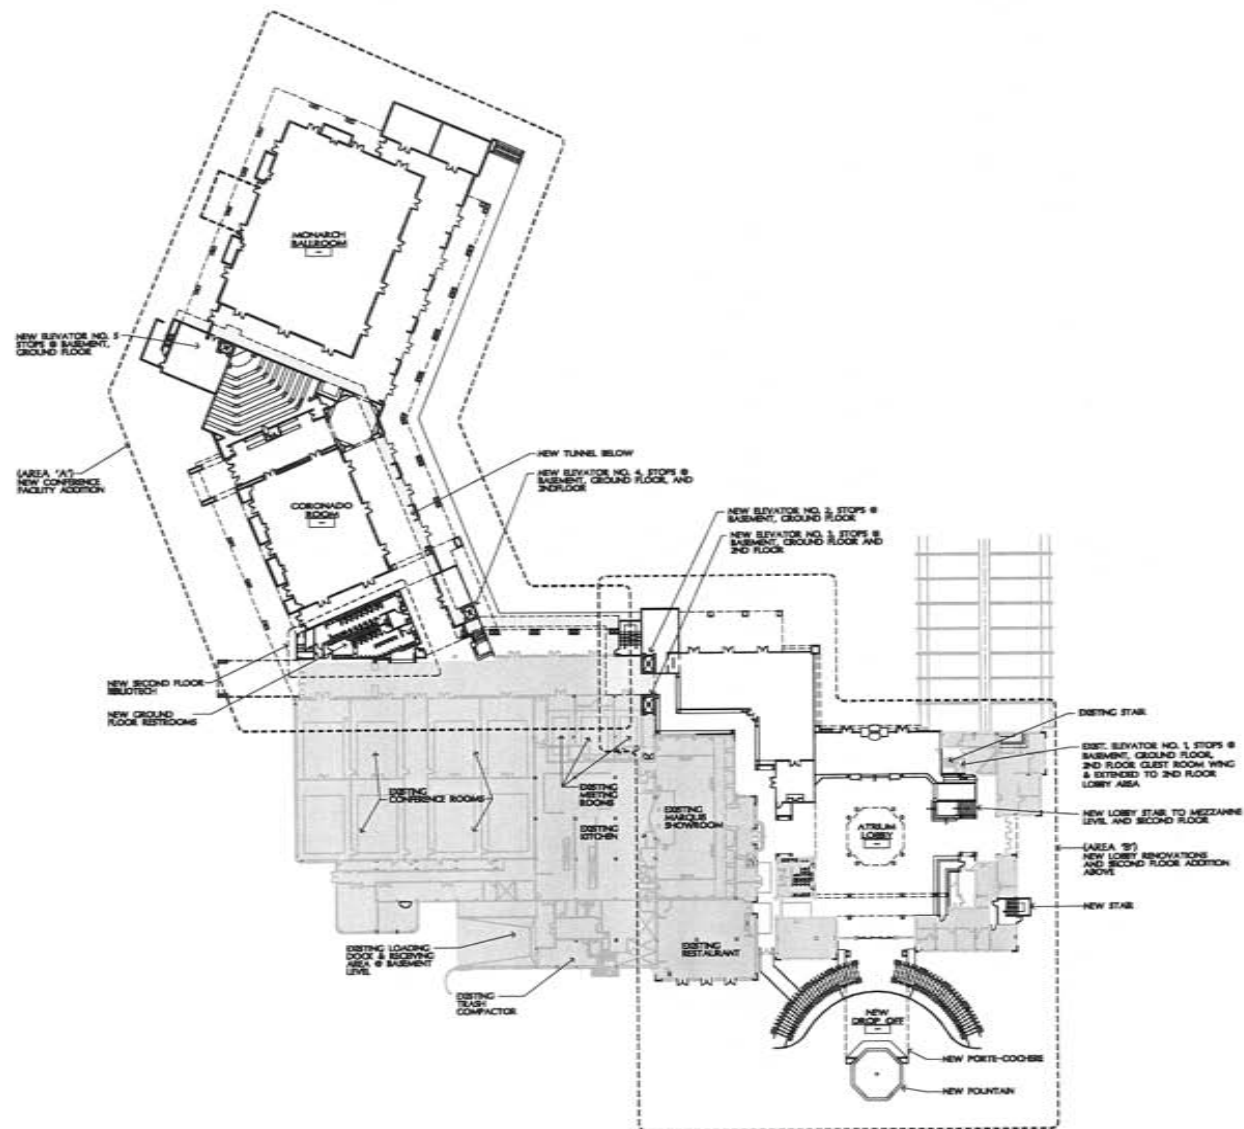 MONARCH
BALLROOM
NEW ELEVATOR NO. 5
STOPS @ BASEMENT,
GROUND FLOOR
(AREA "A")
NEW CONFERENCE
FACILITY ADDITION
NEW TUNNEL BELOW
NEW ELEVATOR NO. 4, STOPS @
BASEMENT, GROUND FLOOR, AND
2NDFLOOR
CORONADO
ROOM
NEW ELEVATOR NO. 2, STOPS @
BASEMENT, GROUND FLOOR
NEW ELEVATOR NO. 3, STOPS @
BASEMENT, GROUND FLOOR AND
2ND FLOOR
NEW SECOND FLOOR
BIBLIOTECH
NEW GROUND
FLOOR RESTROOMS
EXISTING STAIR
EXIST. ELEVATOR NO. 1, STOPS @
BASEMENT, GROUND FLOOR,
2ND FLOOR GUEST ROOM WING
& EXTENDED TO 2ND FLOOR
LOBBY AREA
EXISTING
CONFERENCE ROOMS
EXISTING
MEETING
ROOMS
EXISTING
KITCHEN
EXISTING
MARQUIS
SHOWROOM
ATRIUM
LOBBY
NEW LOBBY STAIR TO MEZZANINE
LEVEL AND SECOND FLOOR
(AREA "B")
NEW LOBBY RENOVATIONS
AND SECOND FLOOR ADDITION
ABOVE
NEW STAIR
EXISTING LOADING
DOCK & RECEIVING
AREA @ BASEMENT
LEVEL
EXISTING
RESTAURANT
EXISTING
TRASH
COMPACTOR
NEW
DROP OFF
NEW PORTE-COCHERE
NEW FOUNTAIN